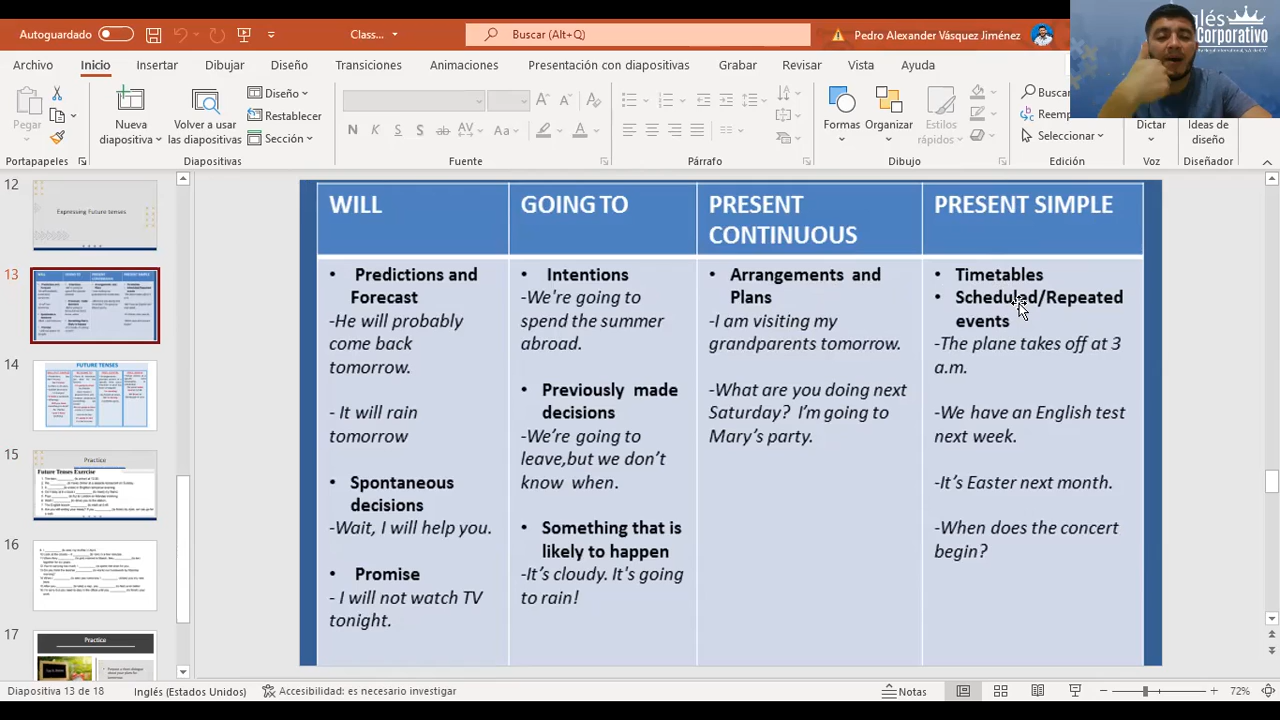 Autoguardado
Class...
Buscar (Alt+Q)
Pedro Alexander Vásquez Jiménez
Corporativo
Archivo Inicio Insertar Dibujar Diseño Transiciones Animaciones Presentación con diapositivas Grabar Revisar Vista Ayuda
Pegar
Nueva diapositiva
Volver a usar las diapositivas
Diseño
Restablecer
Sección
N K S S ab AV Aa A
Formas
Organizar
Estilos rápidos
Buscar
Seleccionar
Dictar
Ideas de diseño
Portapapeles Diapositivas Fuente Párrafo Dibujo Edición Voz Diseñador
12
Expressing Future tenses
13
14
FUTURE TENSES
15
Practice
Future Tenses Exercise
16
17
Practice
WILL
• Predictions and
Forecast
-He will probably
come back
tomorrow.
- It will rain
tomorrow
• Spontaneous
decisions
-Wait, I will help you.
• Promise
- I will not watch TV
tonight.
GOING TO
• Intentions
-We're going to
spend the summer
abroad.
• Previously made
decisions
-We're going to
leave,but we don't
know when.
• Something that is
likely to happen
-It's cloudy. It's going
to rain!
PRESENT
CONTINUOUS
• Arrangements and
Plans
-I am visiting my
grandparents tomorrow.
-What are you doing next
Saturday? I'm going to
Mary's party.
PRESENT SIMPLE
• Timetables
• Scheduled/Repeated
events
-The plane takes off at 3
a.m.
-We have an English test
next week.
-It's Easter next month.
-When does the concert
begin?
Diapositiva 13 de 18
Inglés (Estados Unidos)
Accesibilidad: es necesario investigar
Notas
72%